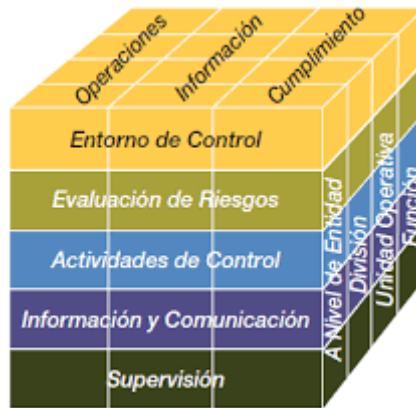 Operaciones
Información
Cumplimiento
Entorno de Control
Evaluación de Riesgos
Actividades de Control
Información y Comunicación
Supervisión
A Nivel de Entidad
División
Unidad Operativa
Función